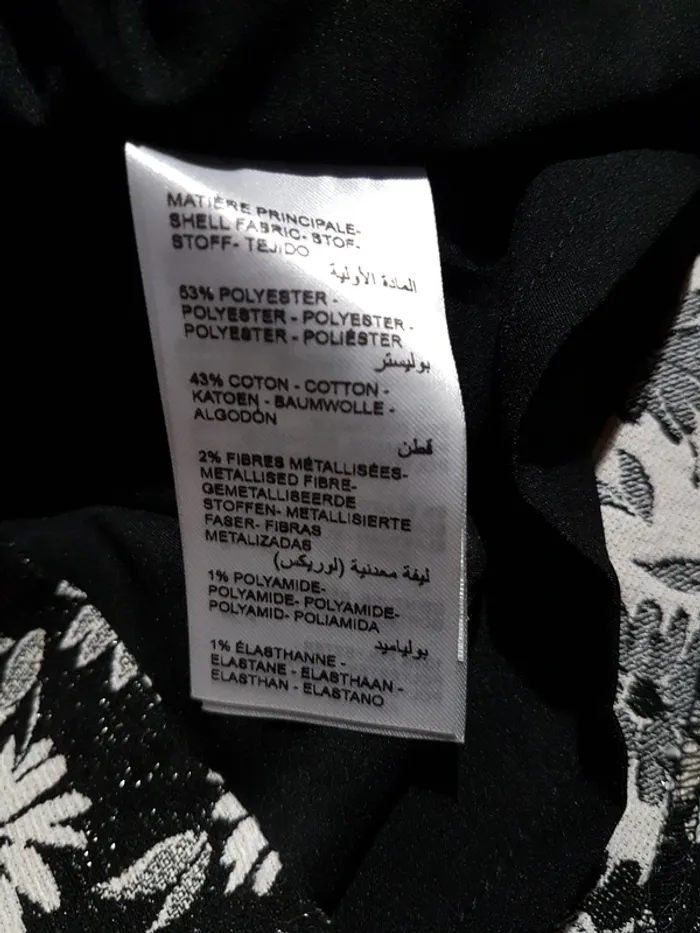 MATIÈRE PRINCIPALE-
SHELL FABRIC- STOF-
STOFF- TEJIDO
المادة الأولية
53% POLYESTER -
POLYESTER - POLYESTER -
POLYESTER - POLIÉSTER
بوليستر
43% COTON - COTTON -
KATOEN - BAUMWOLLE -
ALGODÓN
قطن
2% FIBRES MÉTALLISÉES-
METALLISED FIBRE-
GEMETALLISEERDE
STOFFEN- METALLISIERTE
FASER- FIBRAS
METALIZADAS
ليفة معدنية (لوريكس)
1% POLYAMIDE-
POLYAMIDE- POLYAMIDE-
POLYAMID- POLIAMIDA
بولياميد
1% ÉLASTHANNE -
ELASTANE - ELASTHAAN -
ELASTHAN - ELASTANO